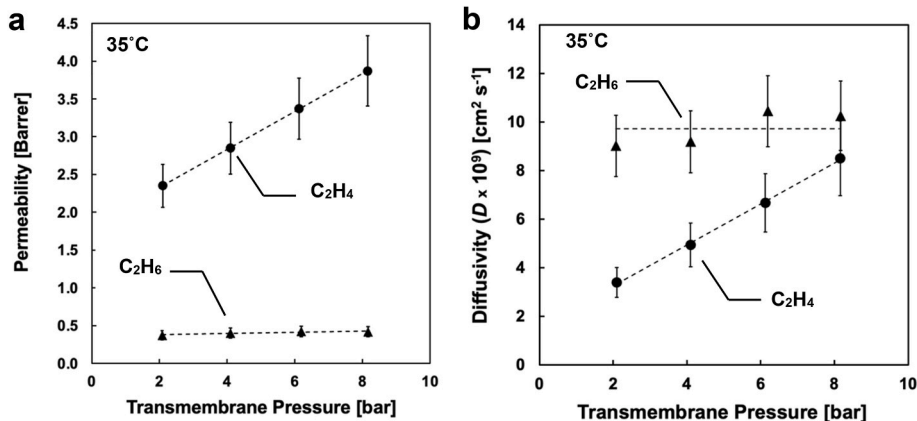 a
35˚C
Permeability [Barrer]
4.5
4.0
3.5
3.0
2.5
2.0
1.5
1.0
0.5
0.0
C₂H₄
C₂H₆
0 2 4 6 8 10
Transmembrane Pressure [bar]
b
35˚C
Diffusivity (D x 10⁹) [cm² s⁻¹]
14
12
10
8
6
4
2
0
C₂H₆
C₂H₄
0 2 4 6 8 10
Transmembrane Pressure [bar]